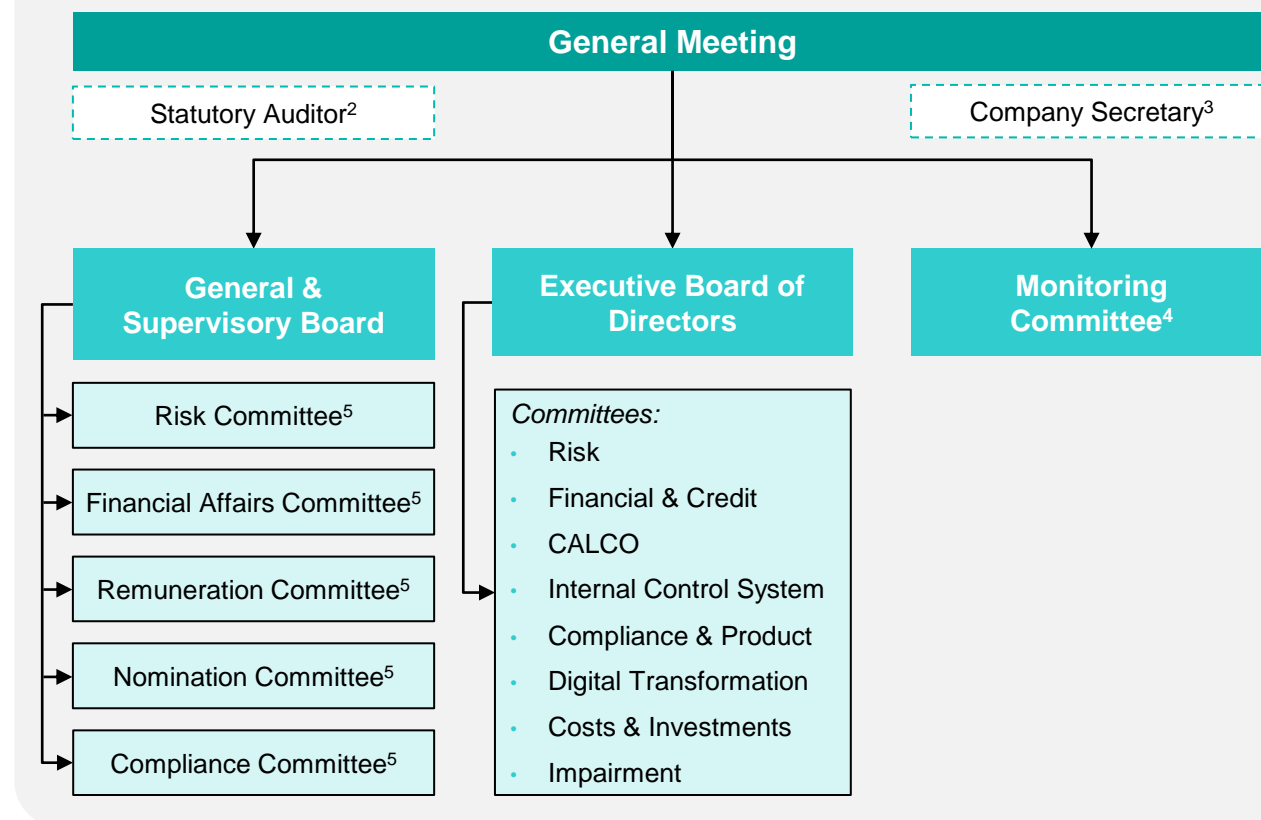 General Meeting
Statutory Auditor²
Company Secretary³
General &
Supervisory Board
Executive Board of
Directors
Monitoring
Committee⁴
Risk Committee⁵
Financial Affairs Committee⁵
Remuneration Committee⁵
Nomination Committee⁵
Compliance Committee⁵
Committees:
• Risk
• Financial & Credit
• CALCO
• Internal Control System
• Compliance & Product
• Digital Transformation
• Costs & Investments
• Impairment